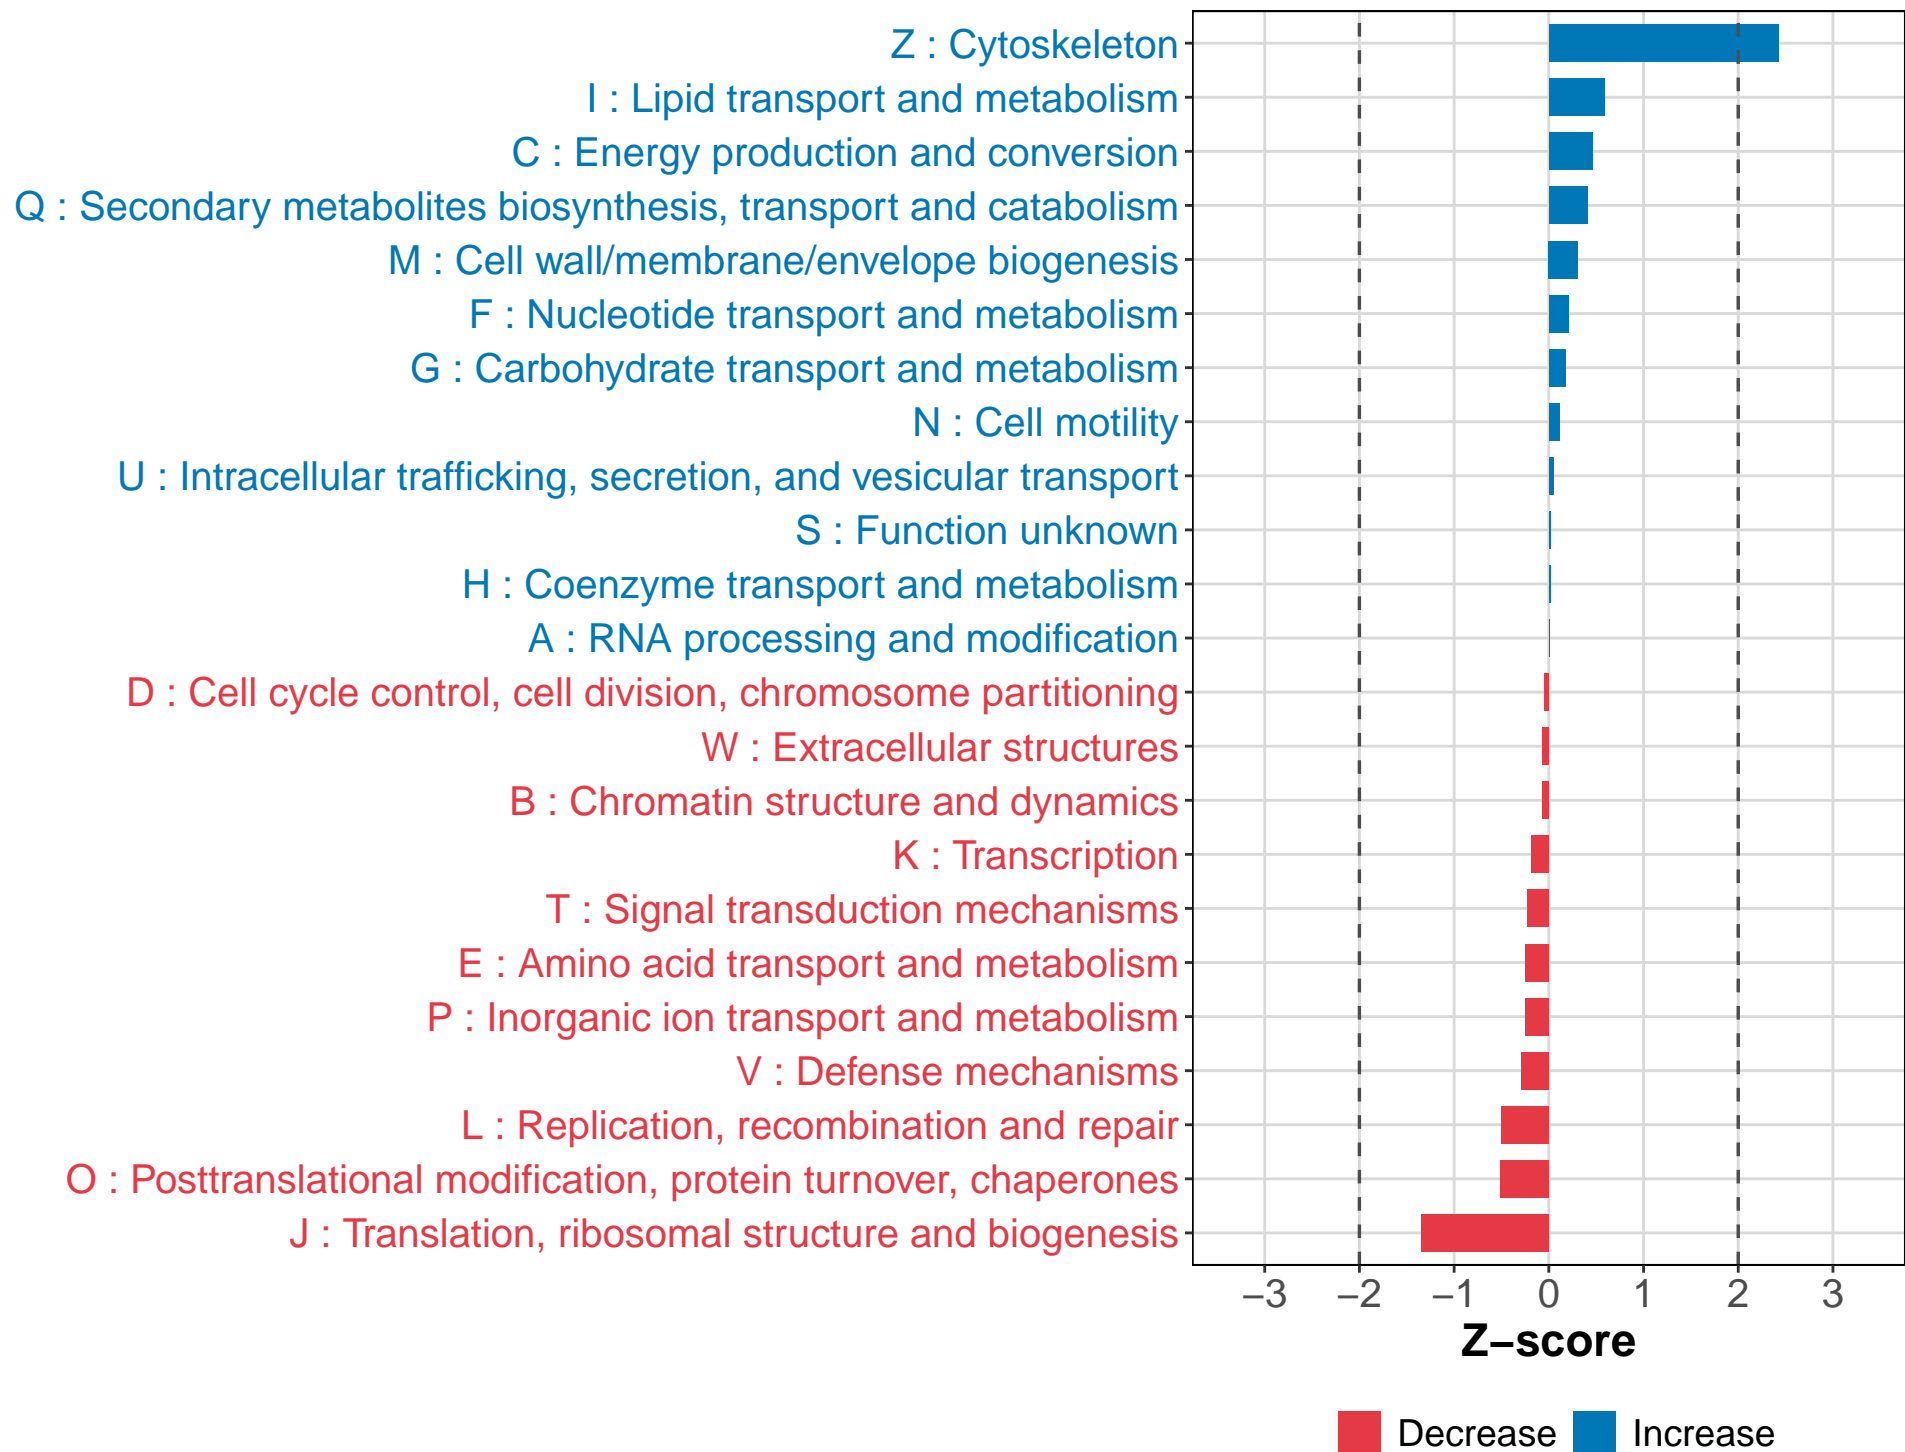 Z : Cytoskeleton
I : Lipid transport and metabolism
C : Energy production and conversion
Q : Secondary metabolites biosynthesis, transport and catabolism
M : Cell wall/membrane/envelope biogenesis
F : Nucleotide transport and metabolism
G : Carbohydrate transport and metabolism
N : Cell motility
U : Intracellular trafficking, secretion, and vesicular transport
S : Function unknown
H : Coenzyme transport and metabolism
A : RNA processing and modification
D : Cell cycle control, cell division, chromosome partitioning
W : Extracellular structures
B : Chromatin structure and dynamics
K : Transcription
T : Signal transduction mechanisms
E : Amino acid transport and metabolism
P : Inorganic ion transport and metabolism
V : Defense mechanisms
L : Replication, recombination and repair
O : Posttranslational modification, protein turnover, chaperones
J : Translation, ribosomal structure and biogenesis
−3 −2 −1 0 1 2 3
Z−score
Decrease Increase